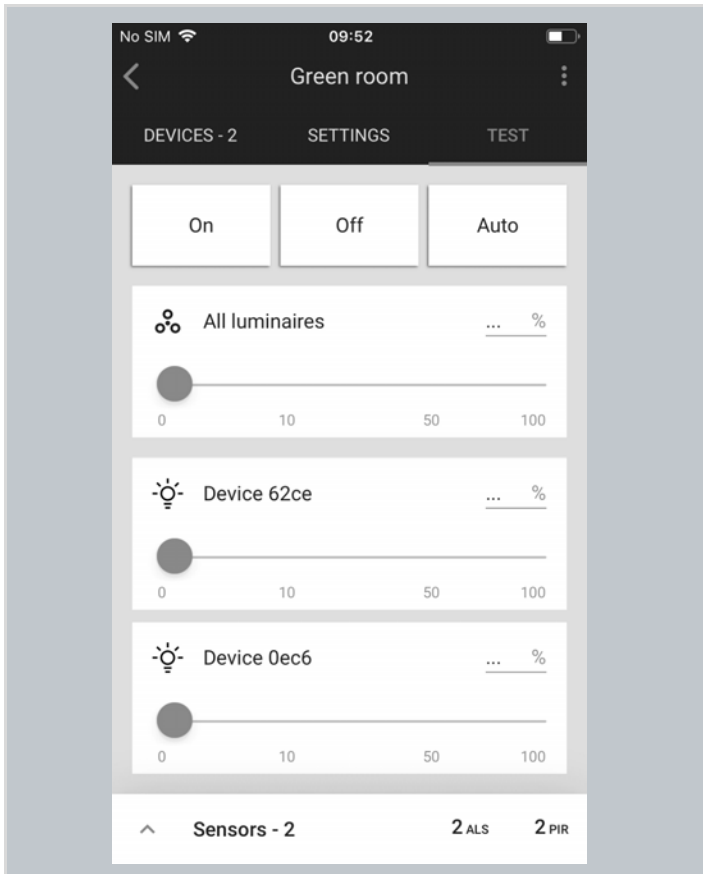 No SIM 09:52
Green room
DEVICES - 2 SETTINGS TEST
On Off Auto
All luminaires ... %
0 10 50 100
Device 62ce ... %
0 10 50 100
Device 0ec6 ... %
0 10 50 100
Sensors - 2 2 ALS 2 PIR